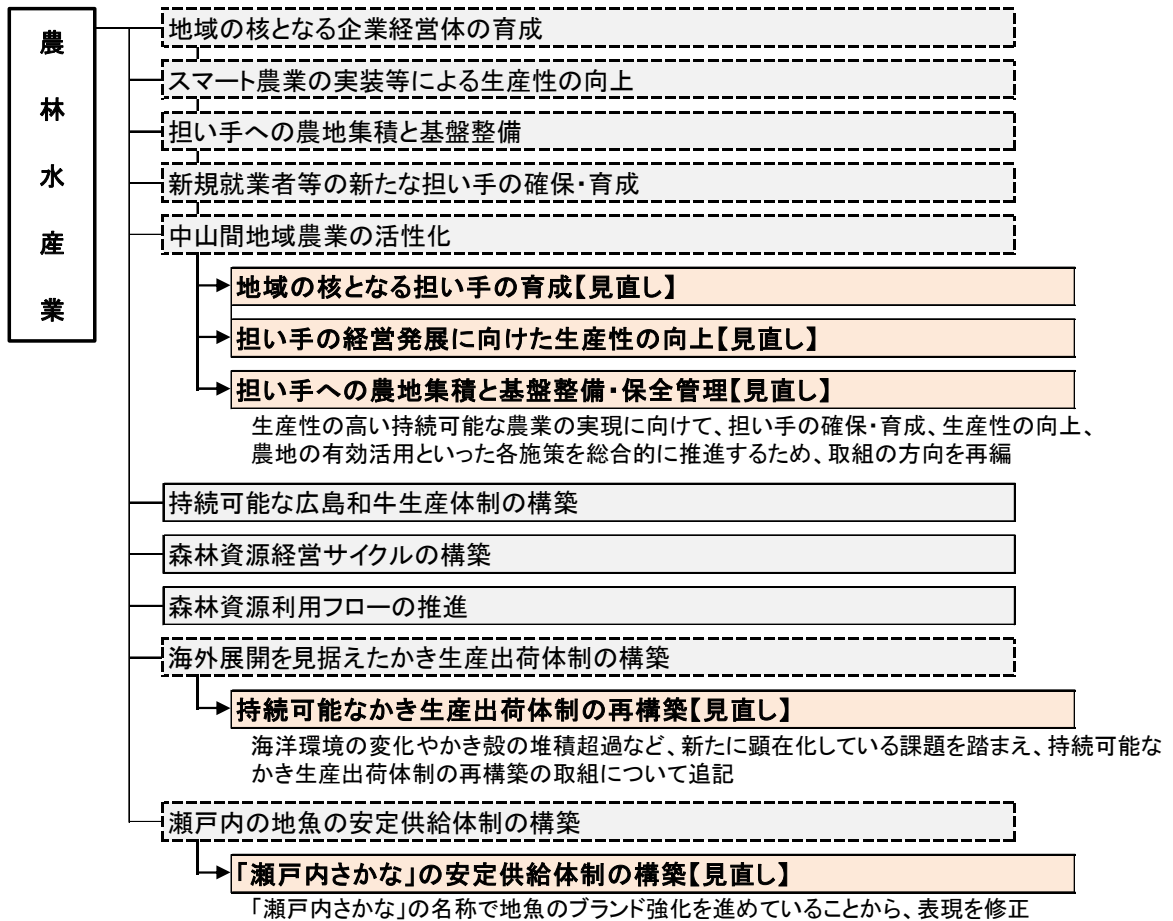 農林水産業
地域の核となる企業経営体の育成
スマート農業の実装等による生産性の向上
担い手への農地集積と基盤整備
新規就業者等の新たな担い手の確保・育成
中山間地域農業の活性化
地域の核となる担い手の育成【見直し】
担い手の経営発展に向けた生産性の向上【見直し】
担い手への農地集積と基盤整備・保全管理【見直し】
生産性の高い持続可能な農業の実現に向けて、担い手の確保・育成、生産性の向上、
農地の有効活用といった各施策を総合的に推進するため、取組の方向を再編
持続可能な広島和牛生産体制の構築
森林資源経営サイクルの構築
森林資源利用フローの推進
海外展開を見据えたかき生産出荷体制の構築
持続可能なかき生産出荷体制の再構築【見直し】
海洋環境の変化やかき殻の堆積超過など、新たに顕在化している課題を踏まえ、持続可能な
かき生産出荷体制の再構築の取組について追記
瀬戸内の地魚の安定供給体制の構築
「瀬戸内さかな」の安定供給体制の構築【見直し】
「瀬戸内さかな」の名称で地魚のブランド強化を進めていることから、表現を修正